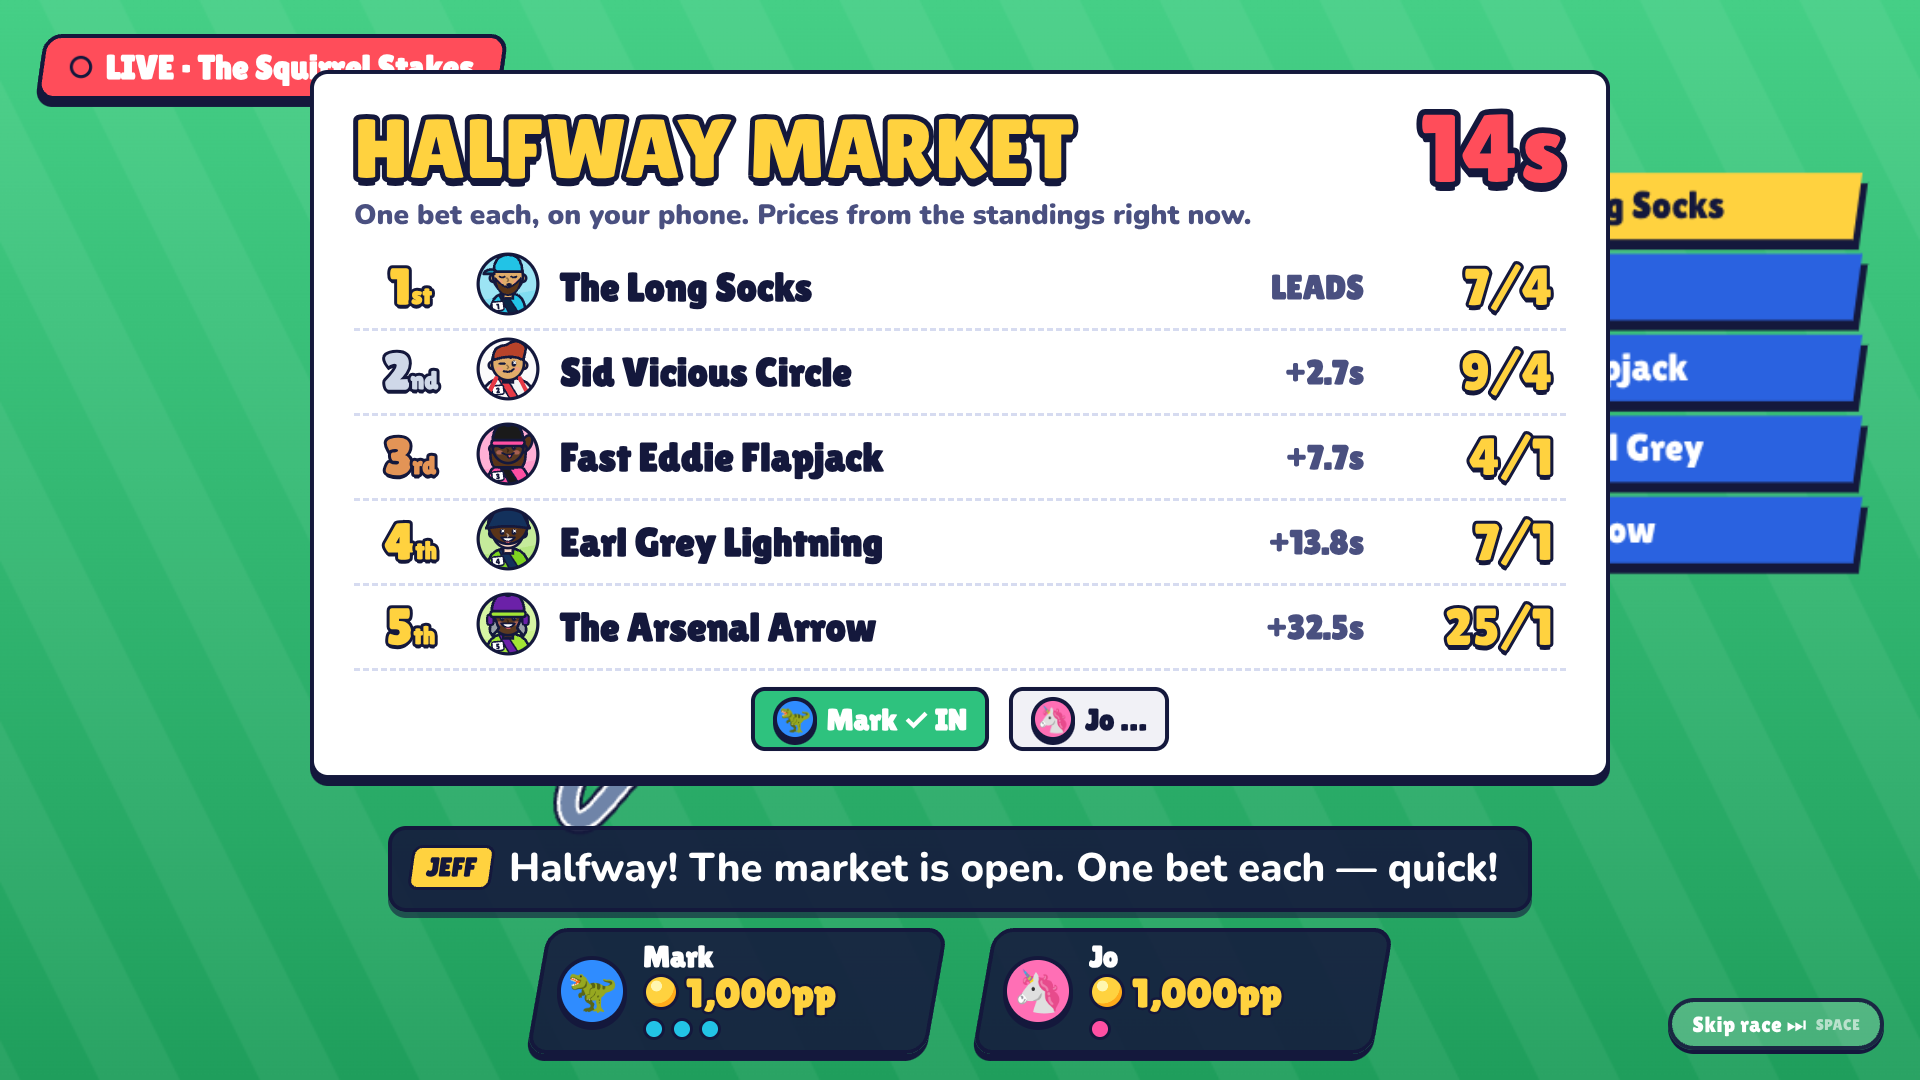 LIVE · The Squirrel Stakes
HALFWAY MARKET
14s
One bet each, on your phone. Prices from the standings right now.
1st The Long Socks LEADS 7/4
2nd Sid Vicious Circle +2.7s 9/4
3rd Fast Eddie Flapjack +7.7s 4/1
4th Earl Grey Lightning +13.8s 7/1
5th The Arsenal Arrow +32.5s 25/1
g Socks
pjack
l Grey
ow
Mark ✓ IN
Jo ...
JEFF Halfway! The market is open. One bet each — quick!
Mark
1,000pp
Jo
1,000pp
Skip race ⏭ SPACE